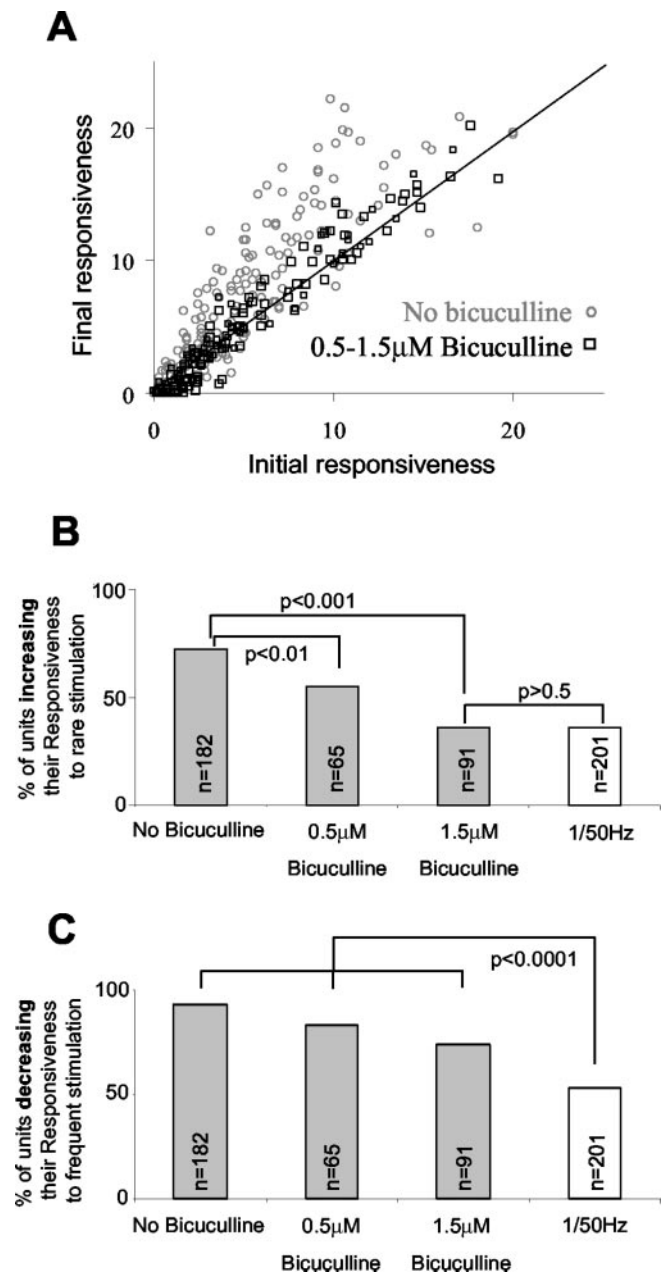 A
Final responsiveness
20
10
0
No bicuculline
0.5-1.5μM Bicuculline
0 10 20
Initial responsiveness
B
% of units increasing
their Responsiveness
to rare stimulation
100
50
0
p<0.001
p<0.01
p>0.5
n=182
n=65
n=91
n=201
No Bicuculline 0.5μM 1.5μM 1/50Hz
Bicuculline Bicuculline
C
% of units decreasing
their Responsiveness
to frequent stimulation
100
50
0
p<0.0001
n=182
n=65
n=91
n=201
No Bicuculline 0.5μM 1.5μM 1/50Hz
Biçuçulline Biçuçulline